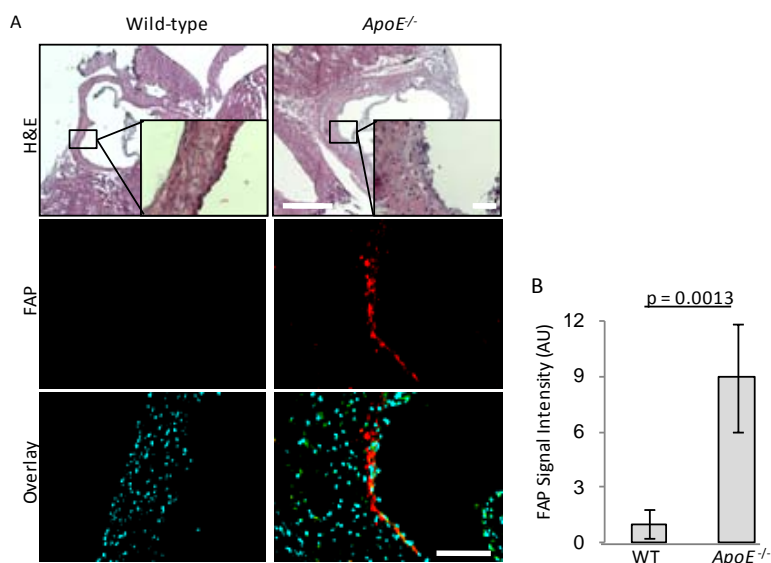 A
Wild-type
ApoE-/-
H&E
FAP
Overlay
B
p = 0.0013
FAP Signal Intensity (AU)
12
9
6
3
0
WT
ApoE -/-